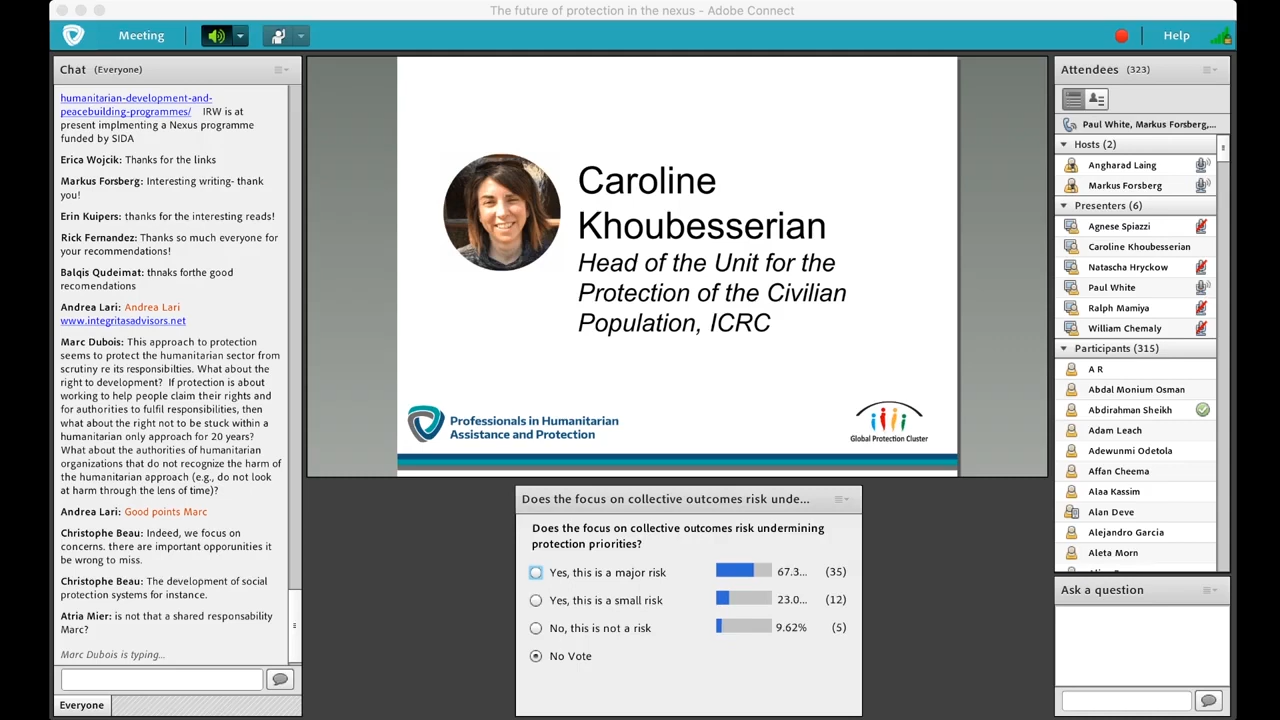 The future of protection in the nexus - Adobe Connect
Meeting
Help
Chat (Everyone)
humanitarian-development-and-
peacebuilding-programmes/ IRW is at
present implmenting a Nexus programme
funded by SIDA
Erica Wojcik: Thanks for the links
Markus Forsberg: Interesting writing- thank
you!
Erin Kuipers: thanks for the interesting reads!
Rick Fernandez: Thanks so much everyone for
your recommendations!
Balqis Qudeimat: thnaks forthe good
recomendations
Andrea Lari: Andrea Lari
www.integritasadvisors.net
Marc Dubois: This approach to protection
seems to protect the humanitarian sector from
scrutiny re its responsibilties. What about the
right to development? If protection is about
working to help people claim their rights and
for authorities to fulfil responsibilities, then
what about the right not to be stuck within a
humanitarian only approach for 20 years?
What about the authorities of humanitarian
organizations that do not recognize the harm of
the humanitarian approach (e.g., do not look
at harm through the lens of time)?
Andrea Lari: Good points Marc
Christophe Beau: Indeed, we focus on
concerns. there are important opporunities it
be wrong to miss.
Christophe Beau: The development of social
protection systems for instance.
Atria Mier: is not that a shared responsability
Marc?
Marc Dubois is typing...
Everyone
Caroline
Khoubesserian
Head of the Unit for the
Protection of the Civilian
Population, ICRC
Professionals in Humanitarian
Assistance and Protection
Global Protection Cluster
Does the focus on collective outcomes risk unde...
Does the focus on collective outcomes risk undermining
protection priorities?
Yes, this is a major risk 67.3... (35)
Yes, this is a small risk 23.0... (12)
No, this is not a risk 9.62% (5)
No Vote
Attendees (323)
Paul White, Markus Forsberg,...
Hosts (2)
Angharad Laing
Markus Forsberg
Presenters (6)
Agnese Spiazzi
Caroline Khoubesserian
Natascha Hryckow
Paul White
Ralph Mamiya
William Chemaly
Participants (315)
A R
Abdal Monium Osman
Abdirahman Sheikh
Adam Leach
Adewunmi Odetola
Affan Cheema
Alaa Kassim
Alan Deve
Alejandro Garcia
Aleta Morn
Ask a question